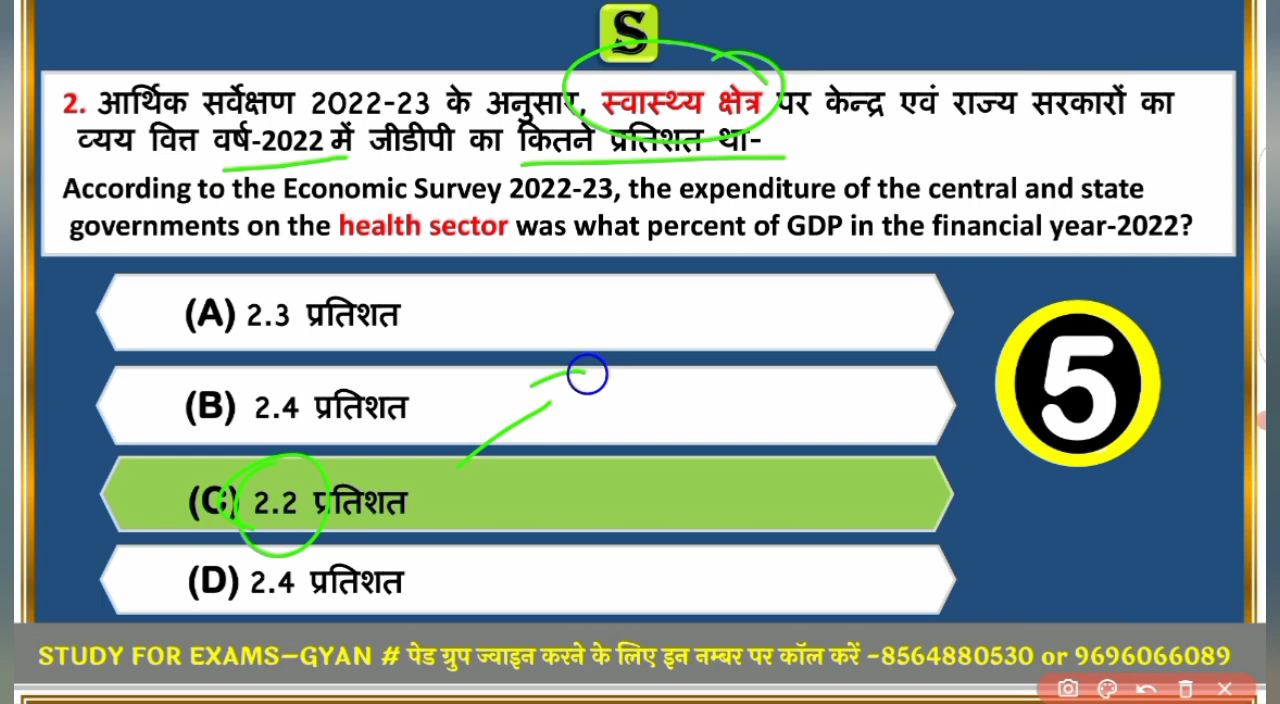 S
2. आर्थिक सर्वेक्षण 2022-23 के अनुसार, स्वास्थ्य क्षेत्र पर केन्द्र एवं राज्य सरकारों का
व्यय वित्त वर्ष-2022 में जीडीपी का कितने प्रतिशत था-
According to the Economic Survey 2022-23, the expenditure of the central and state
governments on the health sector was what percent of GDP in the financial year-2022?
(A) 2.3 प्रतिशत
(B) 2.4 प्रतिशत
5
(C) 2.2 प्रतिशत
(D) 2.4 प्रतिशत
STUDY FOR EXAMS–GYAN # पेड ग्रुप ज्वाइन करने के लिए इन नम्बर पर कॉल करें –8564880530 or 9696066089